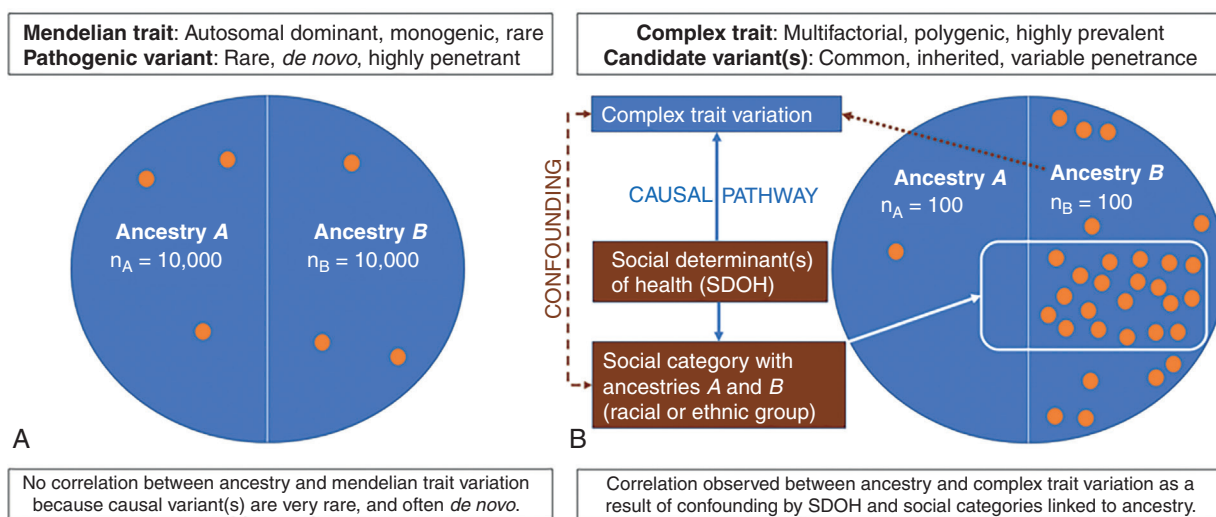 Mendelian trait: Autosomal dominant, monogenic, rare
Pathogenic variant: Rare, de novo, highly penetrant
Ancestry A
nA = 10,000
Ancestry B
nB = 10,000
A
No correlation between ancestry and mendelian trait variation
because causal variant(s) are very rare, and often de novo.
Complex trait: Multifactorial, polygenic, highly prevalent
Candidate variant(s): Common, inherited, variable penetrance
Complex trait variation
CONFOUNDING
CAUSAL PATHWAY
Social determinant(s)
of health (SDOH)
Social category with
ancestries A and B
(racial or ethnic group)
Ancestry A
nA = 100
Ancestry B
nB = 100
B
Correlation observed between ancestry and complex trait variation as a
result of confounding by SDOH and social categories linked to ancestry.